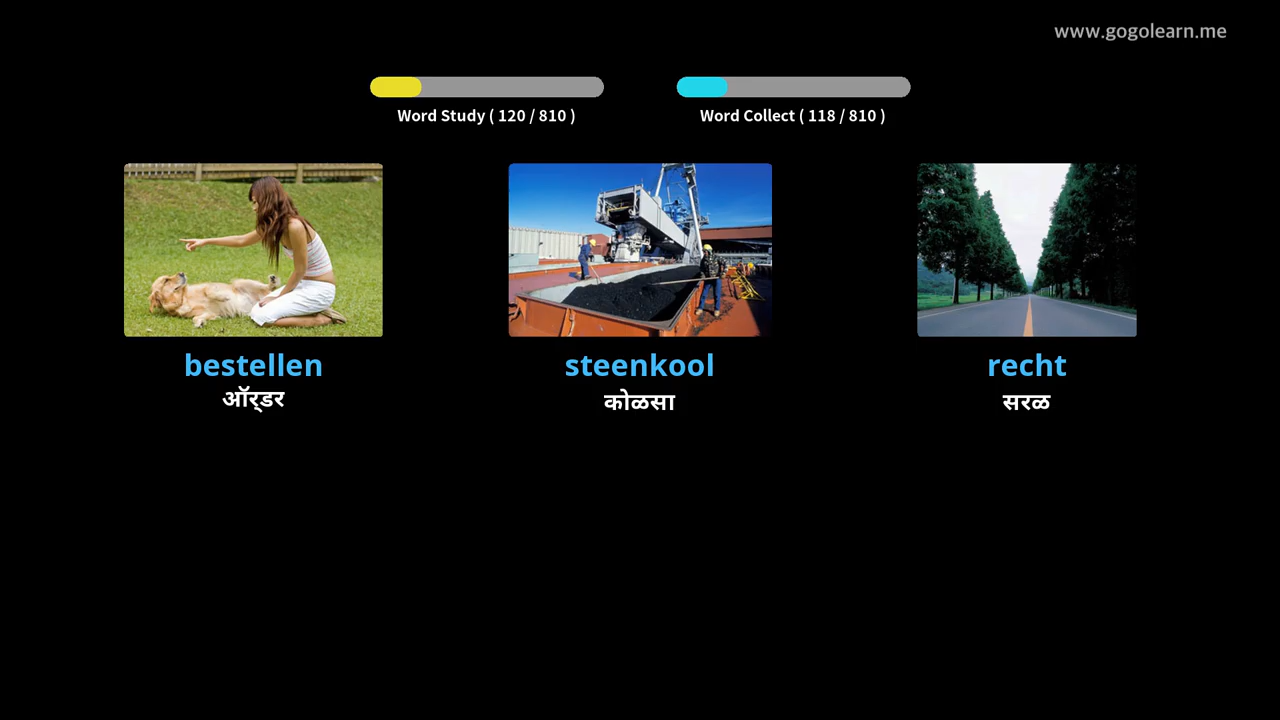 www.gogolearn.me
Word Study ( 120 / 810 )
Word Collect ( 118 / 810 )
bestellen
ऑर्डर
steenkool
कोळसा
recht
सरळ